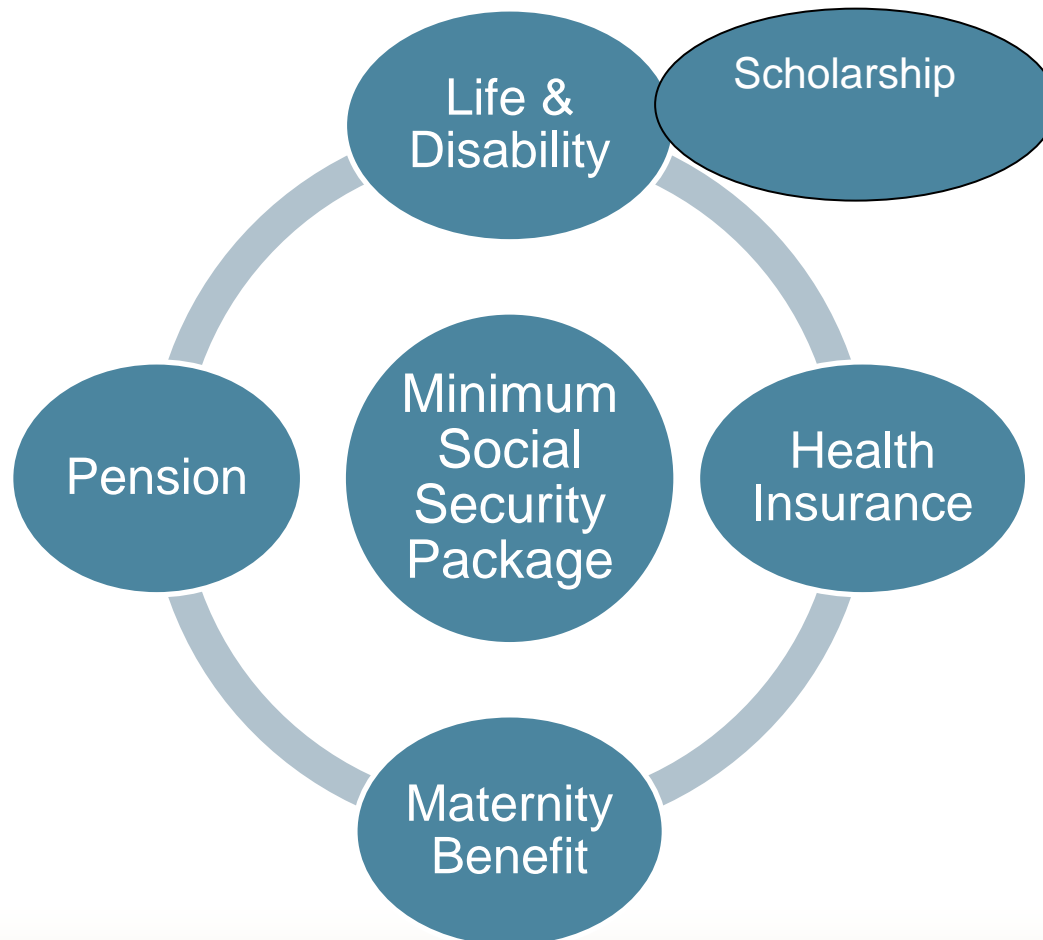 Life &
Disability
Scholarship
Pension
Minimum
Social
Security
Package
Health
Insurance
Maternity
Benefit